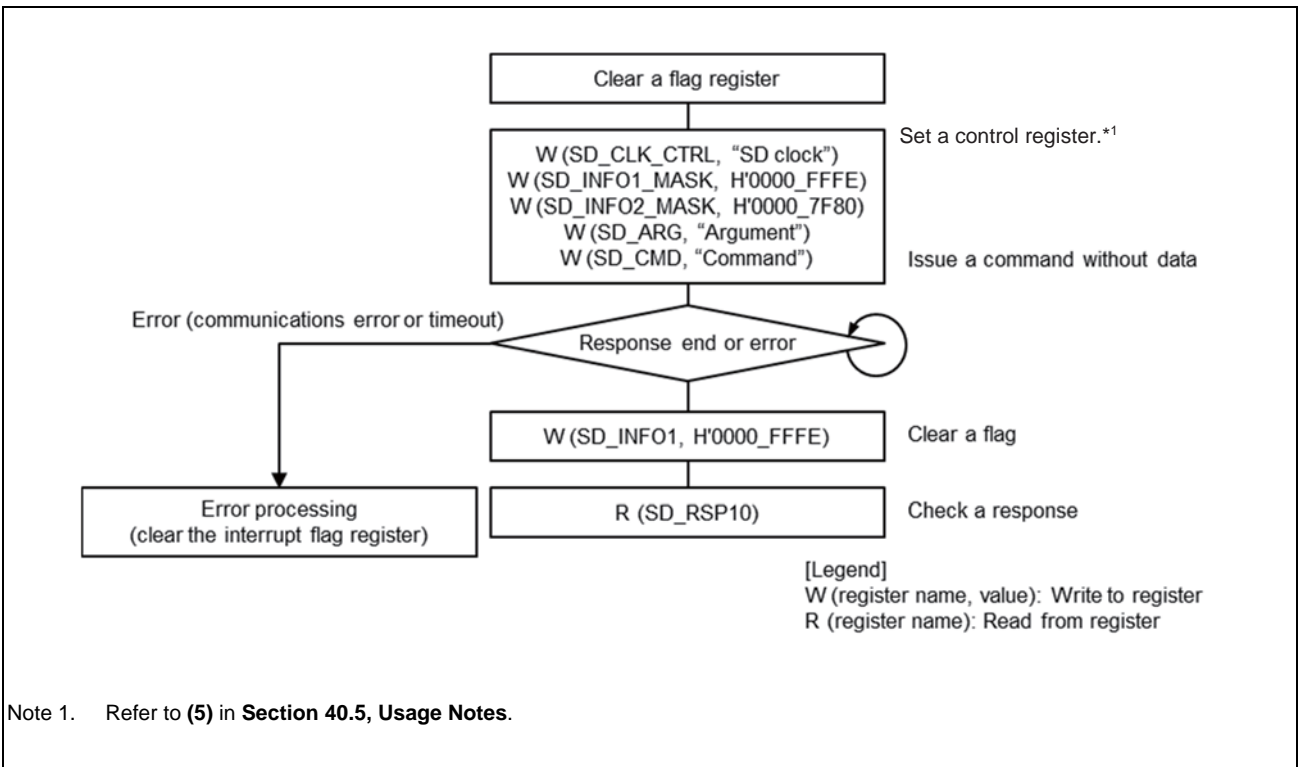 Clear a flag register
Set a control register.*1
W (SD_CLK_CTRL, “SD clock”)
W (SD_INFO1_MASK, H'0000_FFFE)
W (SD_INFO2_MASK, H'0000_7F80)
W (SD_ARG, “Argument”)
W (SD_CMD, “Command”)
Issue a command without data
Error (communications error or timeout)
Response end or error
W (SD_INFO1, H'0000_FFFE)
Clear a flag
Error processing
(clear the interrupt flag register)
R (SD_RSP10)
Check a response
[Legend]
W (register name, value): Write to register
R (register name): Read from register
Note 1. Refer to (5) in Section 40.5, Usage Notes.